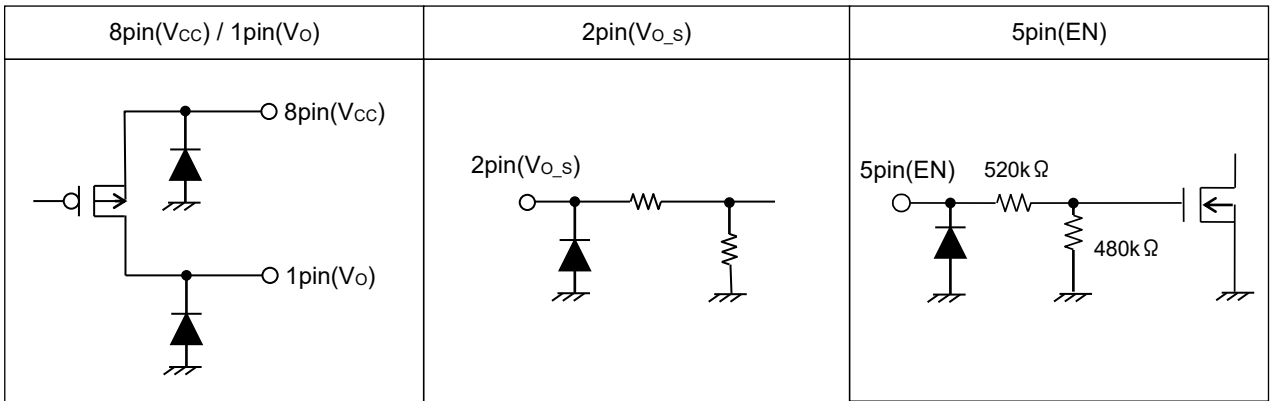 8pin(VCC) / 1pin(VO)
2pin(VO_S)
5pin(EN)
8pin(VCC)
1pin(VO)
2pin(VO_S)
5pin(EN)
520kΩ
480kΩ